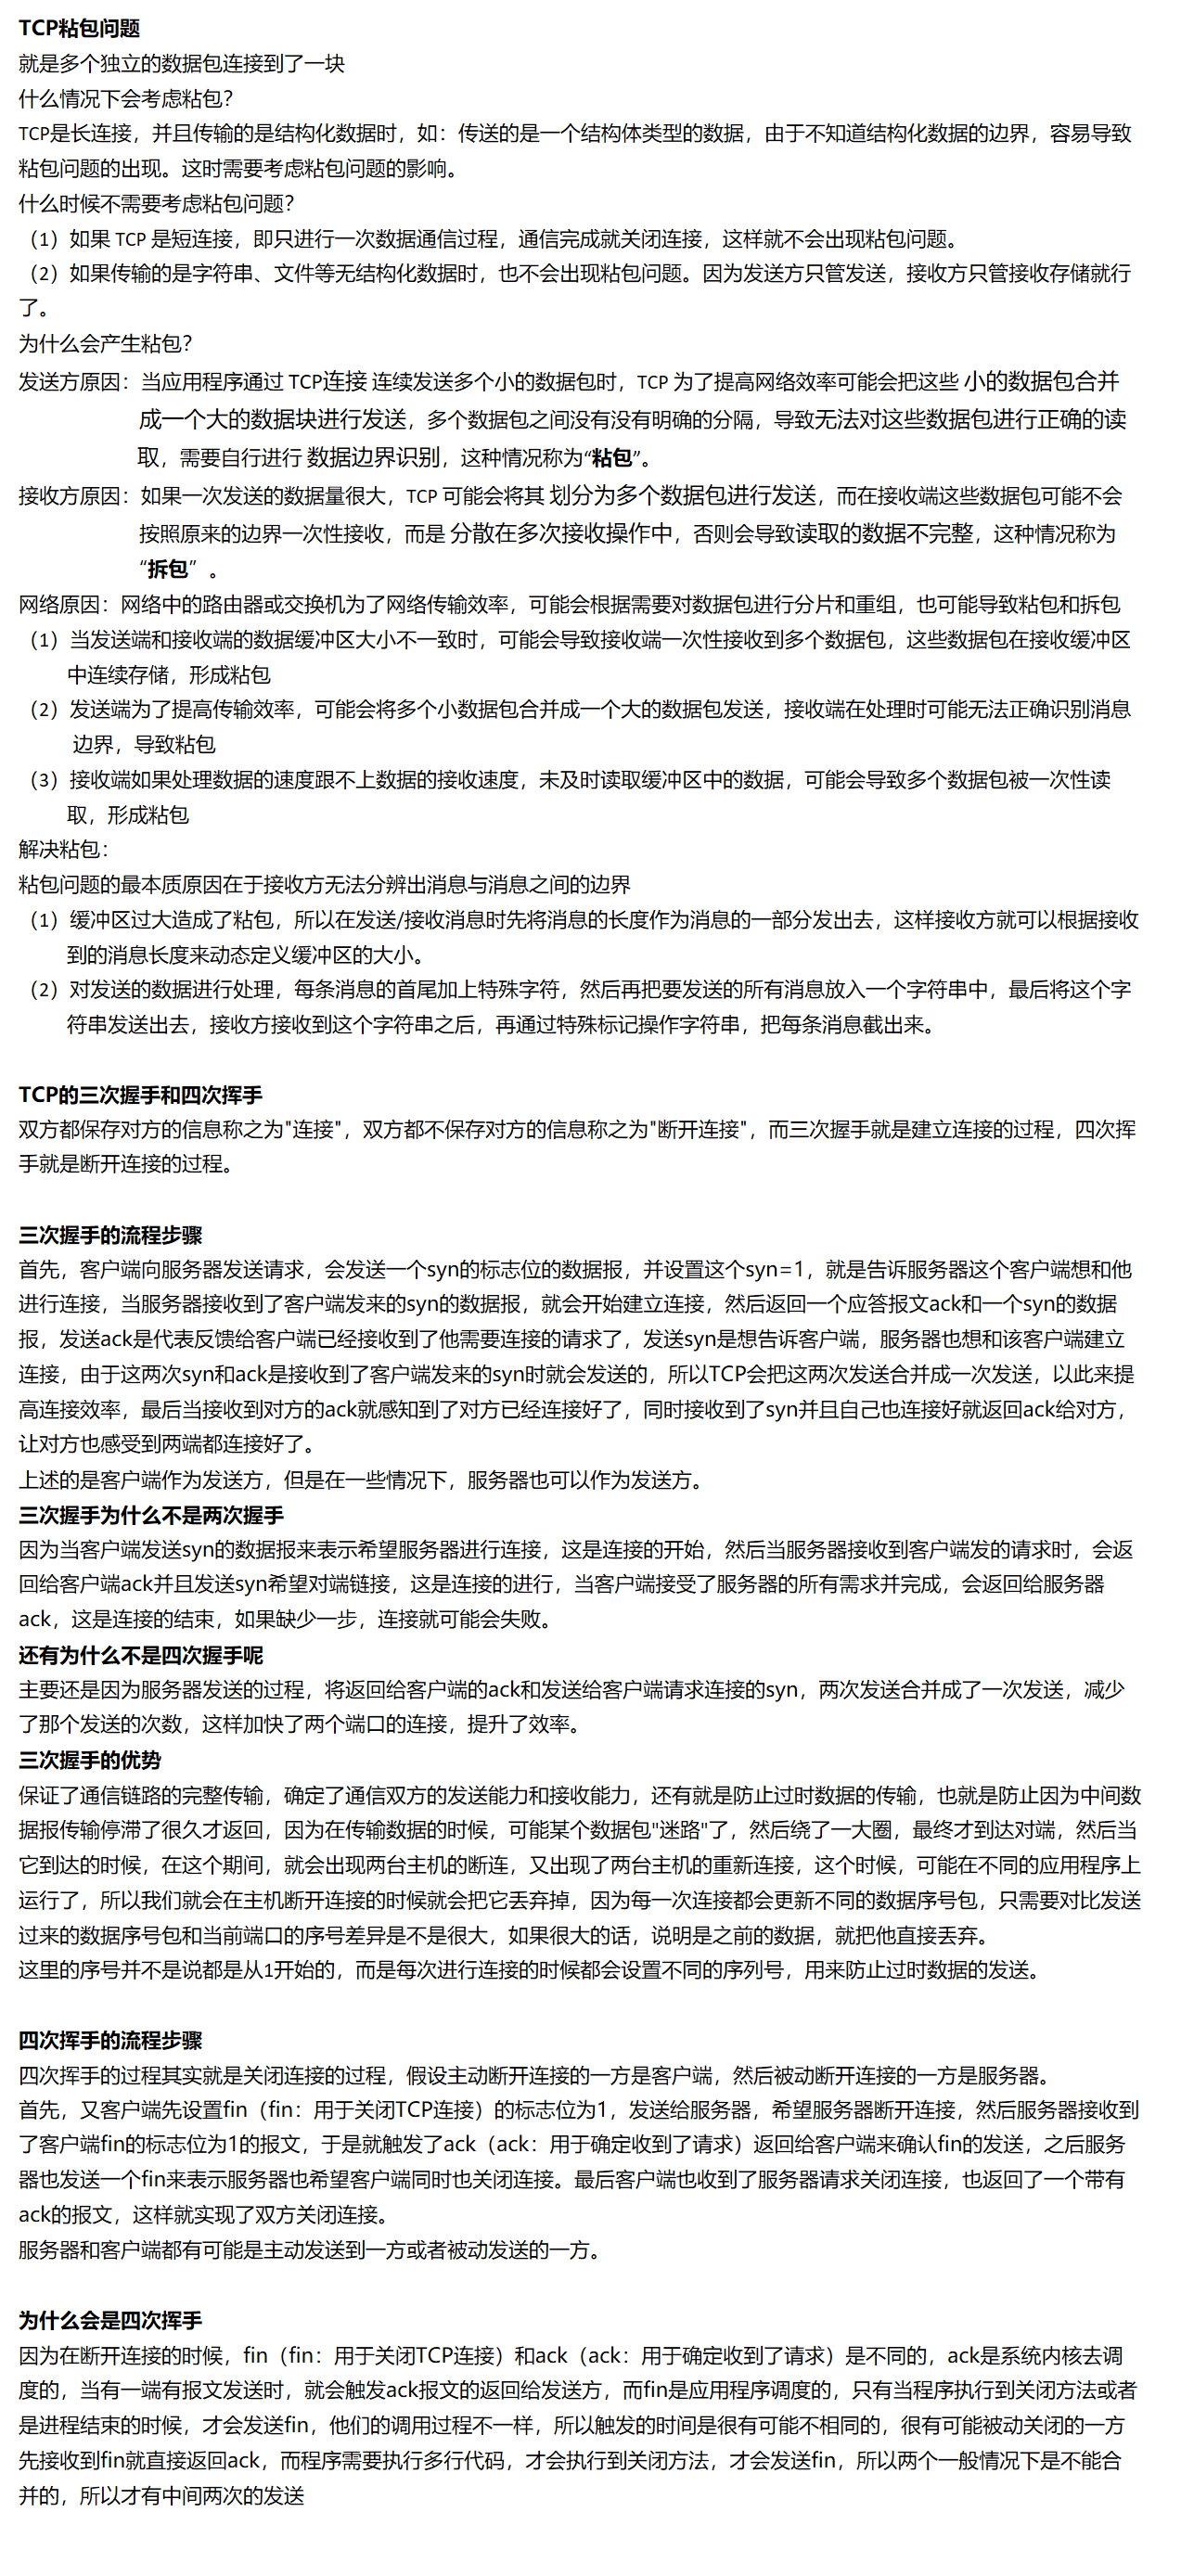 TCP粘包问题
就是多个独立的数据包连接到了一块
什么情况下会考虑粘包？
TCP是长连接，并且传输的是结构化数据时，如：传送的是一个结构体类型的数据，由于不知道结构化数据的边界，容易导致
粘包问题的出现。这时需要考虑粘包问题的影响。
什么时候不需要考虑粘包问题？
（1）如果 TCP 是短连接，即只进行一次数据通信过程，通信完成就关闭连接，这样就不会出现粘包问题。
（2）如果传输的是字符串、文件等无结构化数据时，也不会出现粘包问题。因为发送方只管发送，接收方只管接收存储就行
了。
为什么会产生粘包？
发送方原因：当应用程序通过 TCP连接 连续发送多个小的数据包时，TCP 为了提高网络效率可能会把这些 小的数据包合并
成一个大的数据块进行发送，多个数据包之间没有没有明确的分隔，导致无法对这些数据包进行正确的读
取，需要自行进行 数据边界识别，这种情况称为“粘包”。
接收方原因：如果一次发送的数据量很大，TCP 可能会将其 划分为多个数据包进行发送，而在接收端这些数据包可能不会
按照原来的边界一次性接收，而是 分散在多次接收操作中，否则会导致读取的数据不完整，这种情况称为
“拆包” 。
网络原因：网络中的路由器或交换机为了网络传输效率，可能会根据需要对数据包进行分片和重组，也可能导致粘包和拆包
（1）当发送端和接收端的数据缓冲区大小不一致时，可能会导致接收端一次性接收到多个数据包，这些数据包在接收缓冲区
中连续存储，形成粘包
（2）发送端为了提高传输效率，可能会将多个小数据包合并成一个大的数据包发送，接收端在处理时可能无法正确识别消息
边界，导致粘包
（3）接收端如果处理数据的速度跟不上数据的接收速度，未及时读取缓冲区中的数据，可能会导致多个数据包被一次性读
取，形成粘包
解决粘包：
粘包问题的最本质原因在于接收方无法分辨出消息与消息之间的边界
（1）缓冲区过大造成了粘包，所以在发送/接收消息时先将消息的长度作为消息的一部分发出去，这样接收方就可以根据接收
到的消息长度来动态定义缓冲区的大小。
（2）对发送的数据进行处理，每条消息的首尾加上特殊字符，然后再把要发送的所有消息放入一个字符串中，最后将这个字
符串发送出去，接收方接收到这个字符串之后，再通过特殊标记操作字符串，把每条消息截出来。
TCP的三次握手和四次挥手
双方都保存对方的信息称之为"连接"，双方都不保存对方的信息称之为"断开连接"，而三次握手就是建立连接的过程，四次挥
手就是断开连接的过程。
三次握手的流程步骤
首先，客户端向服务器发送请求，会发送一个syn的标志位的数据报，并设置这个syn=1，就是告诉服务器这个客户端想和他
进行连接，当服务器接收到了客户端发来的syn的数据报，就会开始建立连接，然后返回一个应答报文ack和一个syn的数据
报，发送ack是代表反馈给客户端已经接收到了他需要连接的请求了，发送syn是想告诉客户端，服务器也想和该客户端建立
连接，由于这两次syn和ack是接收到了客户端发来的syn时就会发送的，所以TCP会把这两次发送合并成一次发送，以此来提
高连接效率，最后当接收到对方的ack就感知到了对方已经连接好了，同时接收到了syn并且自己也连接好就返回ack给对方，
让对方也感受到两端都连接好了。
上述的是客户端作为发送方，但是在一些情况下，服务器也可以作为发送方。
三次握手为什么不是两次握手
因为当客户端发送syn的数据报来表示希望服务器进行连接，这是连接的开始，然后当服务器接收到客户端发的请求时，会返
回给客户端ack并且发送syn希望对端链接，这是连接的进行，当客户端接受了服务器的所有需求并完成，会返回给服务器
ack，这是连接的结束，如果缺少一步，连接就可能会失败。
还有为什么不是四次握手呢
主要还是因为服务器发送的过程，将返回给客户端的ack和发送给客户端请求连接的syn，两次发送合并成了一次发送，减少
了那个发送的次数，这样加快了两个端口的连接，提升了效率。
三次握手的优势
保证了通信链路的完整传输，确定了通信双方的发送能力和接收能力，还有就是防止过时数据的传输，也就是防止因为中间数
据报传输停滞了很久才返回，因为在传输数据的时候，可能某个数据包"迷路"了，然后绕了一大圈，最终才到达对端，然后当
它到达的时候，在这个期间，就会出现两台主机的断连，又出现了两台主机的重新连接，这个时候，可能在不同的应用程序上
运行了，所以我们就会在主机断开连接的时候就会把它丢弃掉，因为每一次连接都会更新不同的数据序号包，只需要对比发送
过来的数据序号包和当前端口的序号差异是不是很大，如果很大的话，说明是之前的数据，就把他直接丢弃。
这里的序号并不是说都是从1开始的，而是每次进行连接的时候都会设置不同的序列号，用来防止过时数据的发送。
四次挥手的流程步骤
四次挥手的过程其实就是关闭连接的过程，假设主动断开连接的一方是客户端，然后被动断开连接的一方是服务器。
首先，又客户端先设置fin（fin：用于关闭TCP连接）的标志位为1，发送给服务器，希望服务器断开连接，然后服务器接收到
了客户端fin的标志位为1的报文，于是就触发了ack（ack：用于确定收到了请求）返回给客户端来确认fin的发送，之后服务
器也发送一个fin来表示服务器也希望客户端同时也关闭连接。最后客户端也收到了服务器请求关闭连接，也返回了一个带有
ack的报文，这样就实现了双方关闭连接。
服务器和客户端都有可能是主动发送到一方或者被动发送的一方。
为什么会是四次挥手
因为在断开连接的时候，fin（fin：用于关闭TCP连接）和ack（ack：用于确定收到了请求）是不同的，ack是系统内核去调
度的，当有一端有报文发送时，就会触发ack报文的返回给发送方，而fin是应用程序调度的，只有当程序执行到关闭方法或者
是进程结束的时候，才会发送fin，他们的调用过程不一样，所以触发的时间是很有可能不相同的，很有可能被动关闭的一方
先接收到fin就直接返回ack，而程序需要执行多行代码，才会执行到关闭方法，才会发送fin，所以两个一般情况下是不能合
并的，所以才有中间两次的发送